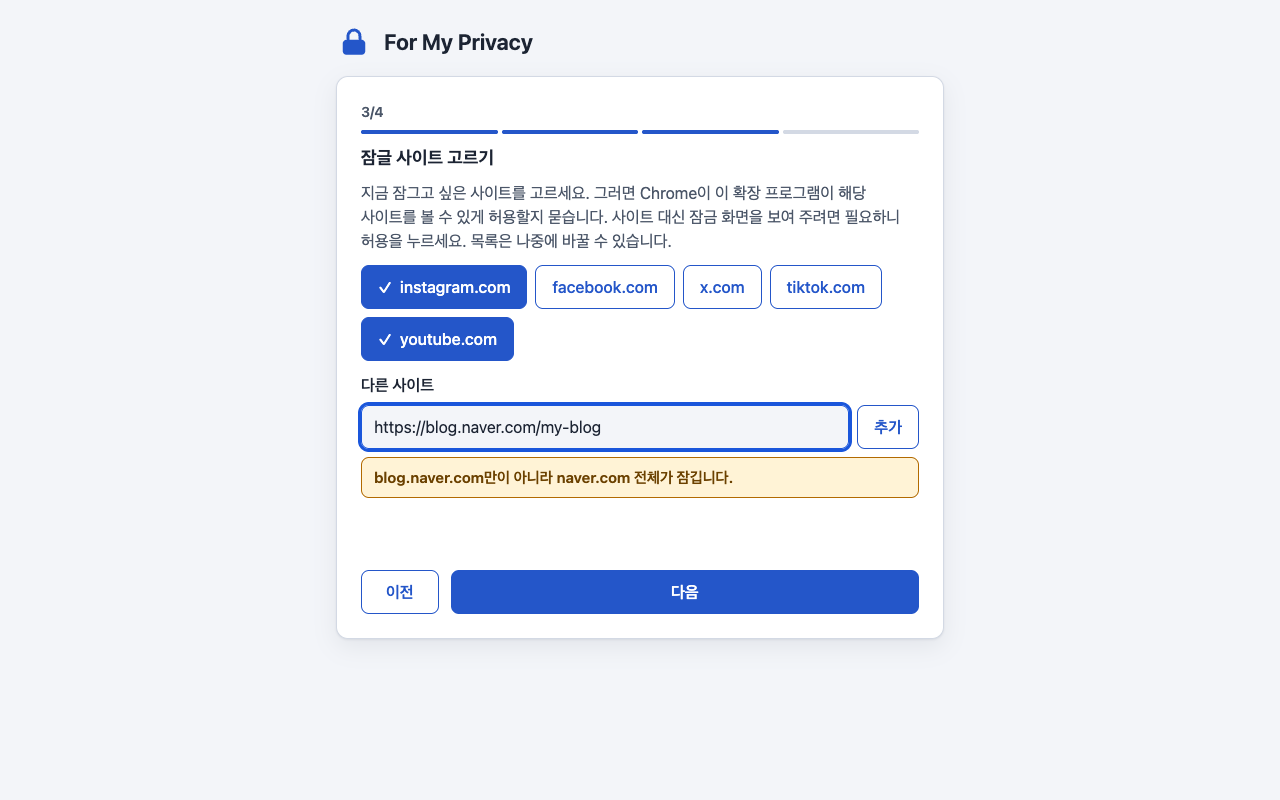 For My Privacy
3/4
잠글 사이트 고르기
지금 잠그고 싶은 사이트를 고르세요. 그러면 Chrome이 이 확장 프로그램이 해당
사이트를 볼 수 있게 허용할지 묻습니다. 사이트 대신 잠금 화면을 보여 주려면 필요하니
허용을 누르세요. 목록은 나중에 바꿀 수 있습니다.
✓ instagram.com facebook.com x.com tiktok.com
✓ youtube.com
다른 사이트
https://blog.naver.com/my-blog 추가
blog.naver.com만이 아니라 naver.com 전체가 잠깁니다.
이전 다음